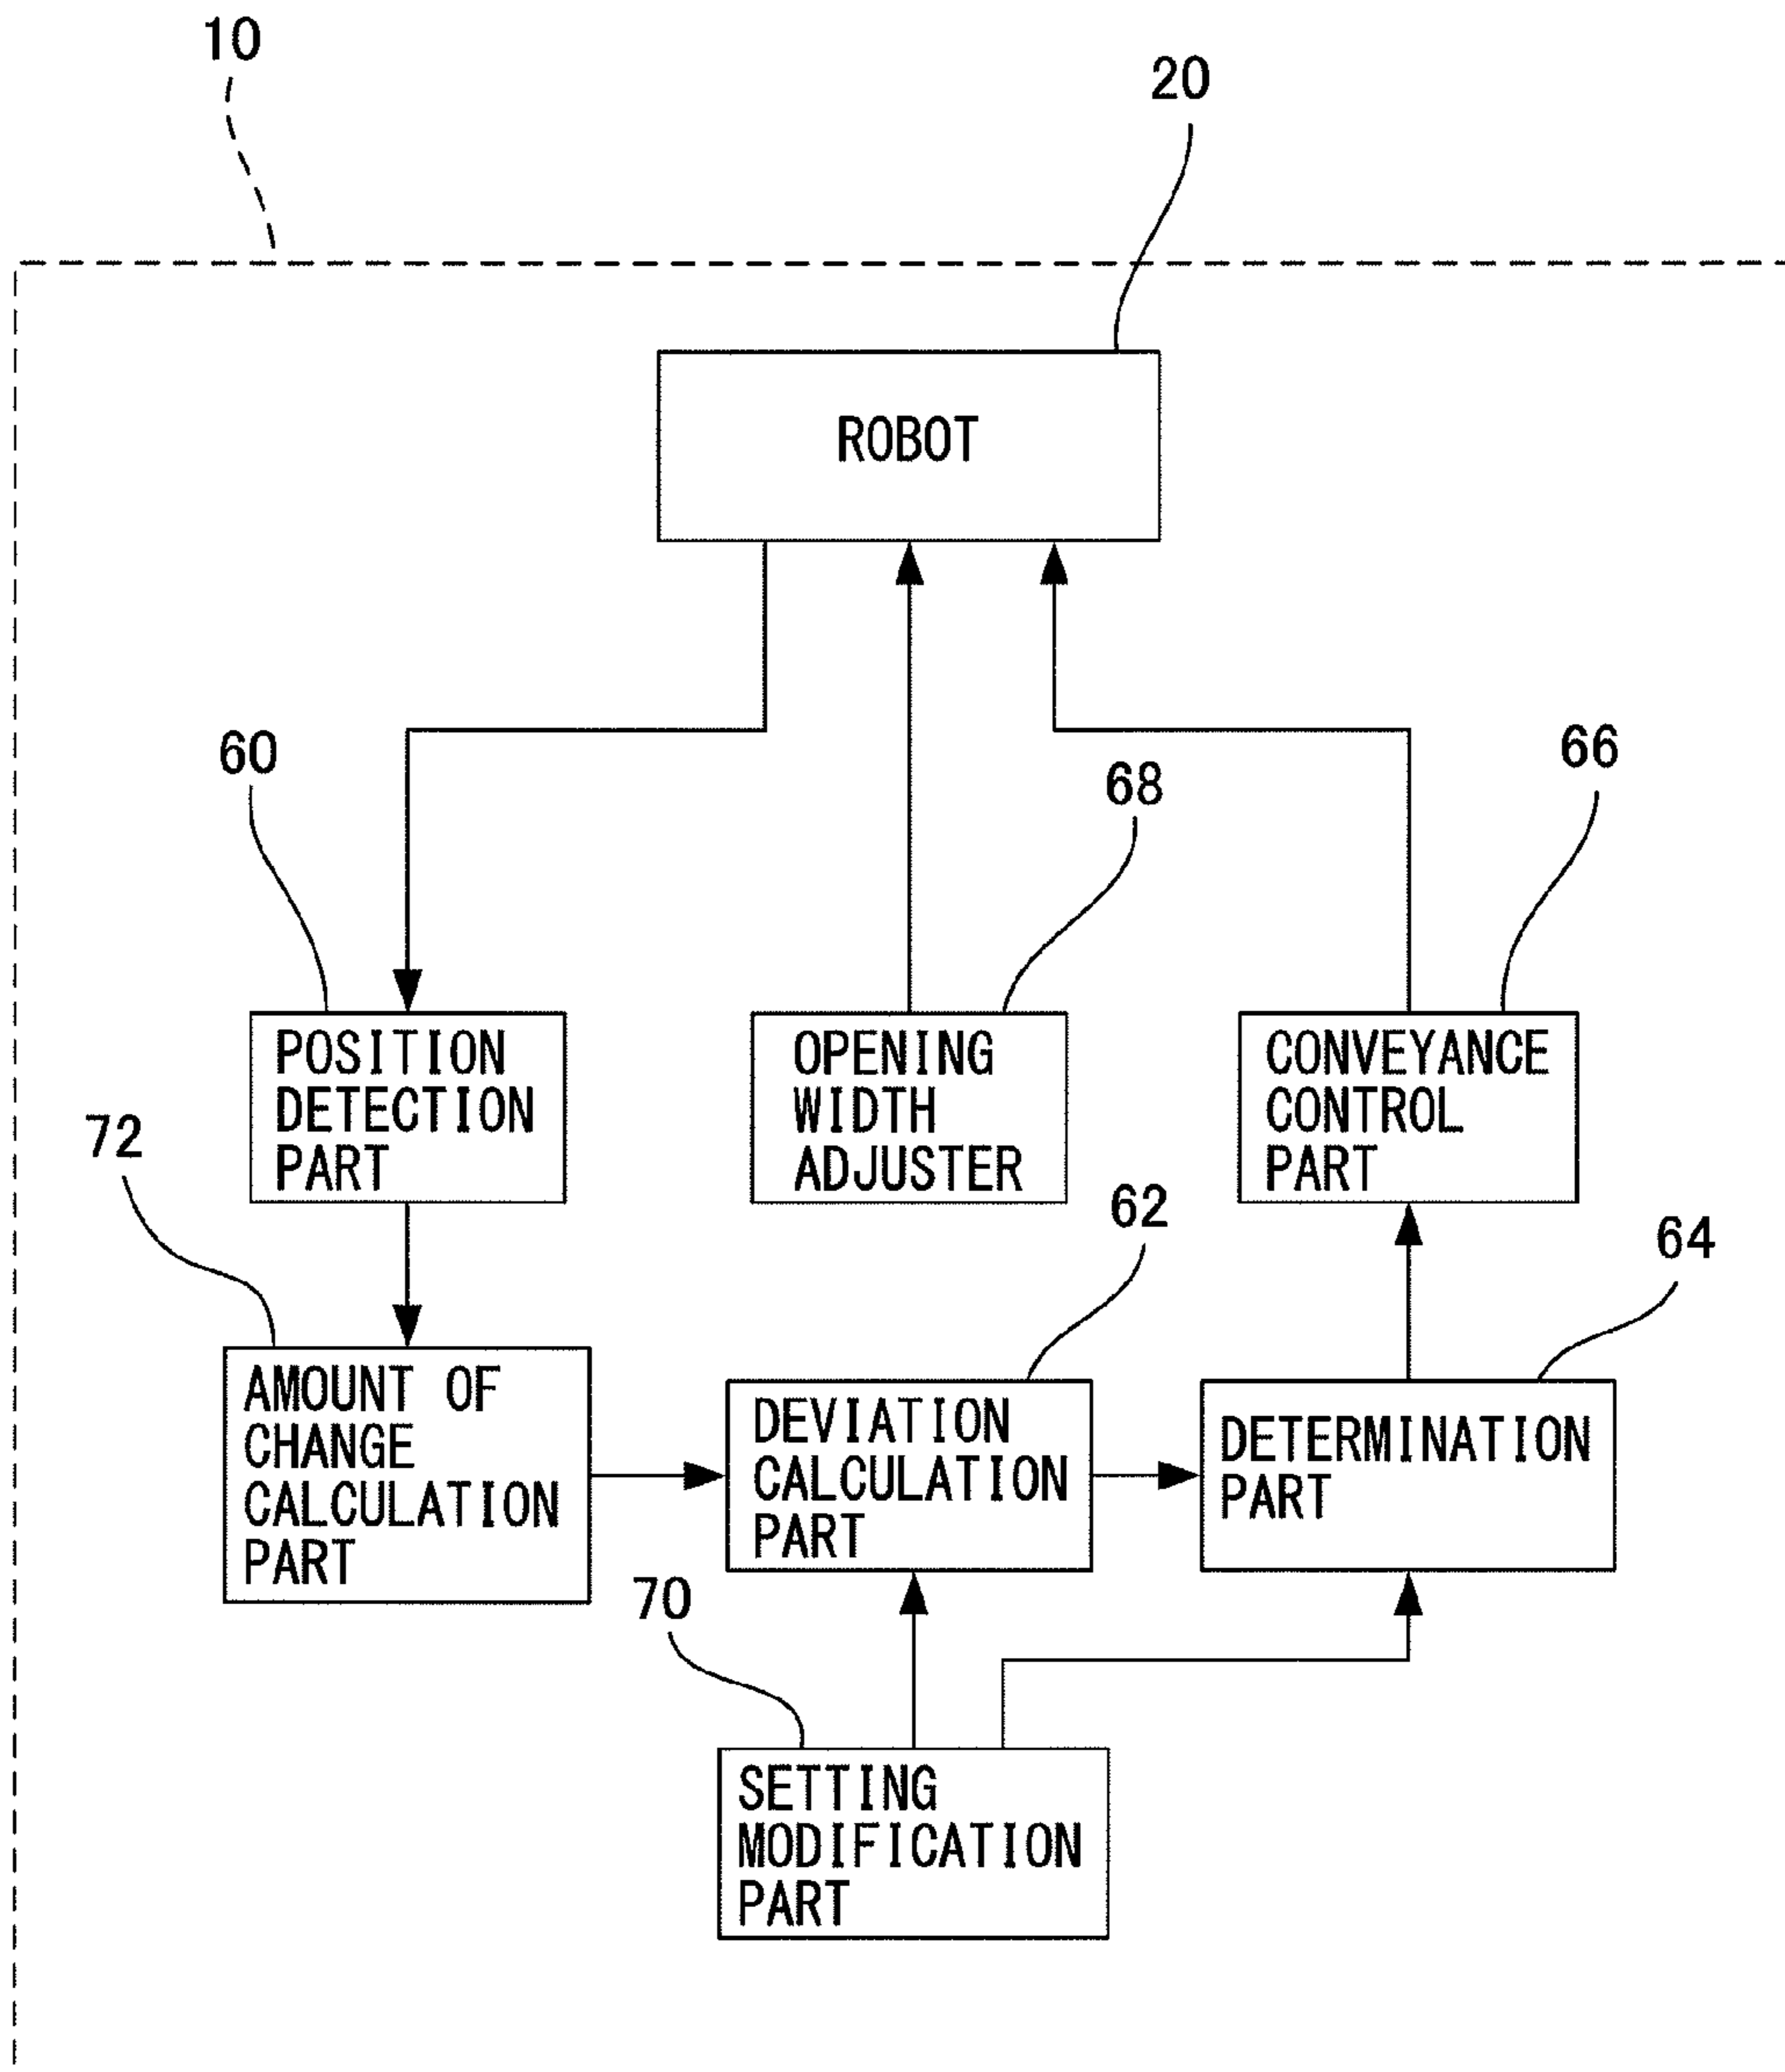 10
20
ROBOT
60
68
66
POSITION
DETECTION
PART
OPENING
WIDTH
ADJUSTER
CONVEYANCE
CONTROL
PART
72
62
64
AMOUNT OF
CHANGE
CALCULATION
PART
DEVIATION
CALCULATION
PART
DETERMINATION
PART
70
SETTING
MODIFICATION
PART